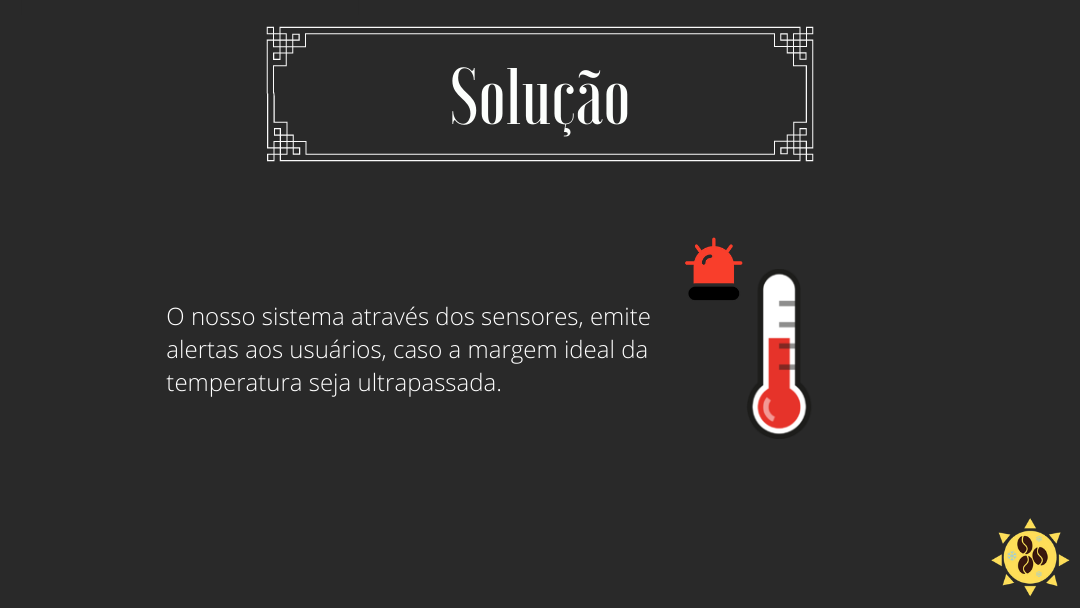 Solução
O nosso sistema através dos sensores, emite
alertas aos usuários, caso a margem ideal da
temperatura seja ultrapassada.